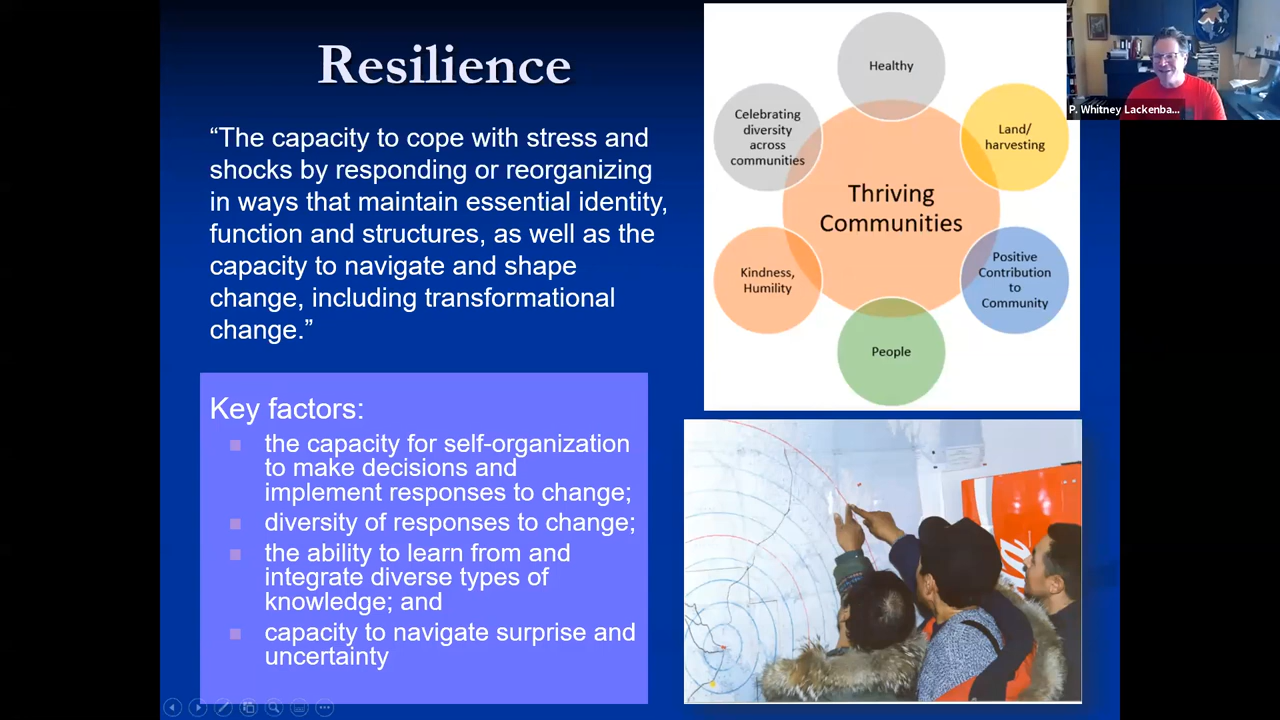 Resilience
“The capacity to cope with stress and
shocks by responding or reorganizing
in ways that maintain essential identity,
function and structures, as well as the
capacity to navigate and shape
change, including transformational
change.”
Key factors:
the capacity for self-organization
to make decisions and
implement responses to change;
diversity of responses to change;
the ability to learn from and
integrate diverse types of
knowledge; and
capacity to navigate surprise and
uncertainty
Healthy
Celebrating
diversity
across
communities
Land/
harvesting
Thriving
Communities
Kindness,
Humility
Positive
Contribution
to
Community
People
P. Whitney Lackenba...